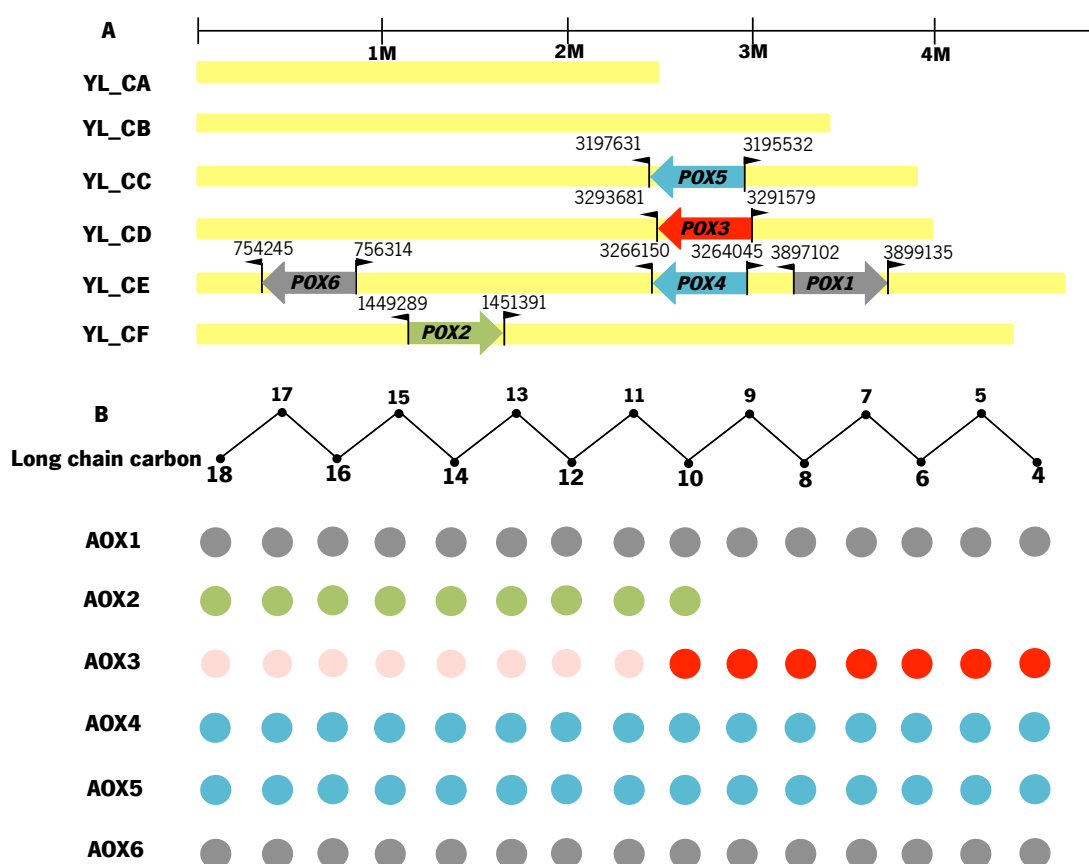 A
1M 2M 3M 4M
YL_CA
YL_CB
3197631 3195532
YL_CC POX5
3293681 3291579
YL_CD POX3
754245 756314 3266150 3264045 3897102 3899135
YL_CE POX6 POX4 POX1
1449289 1451391
YL_CF POX2
17 15 13 11 9 7 5
B
Long chain carbon
18 16 14 12 10 8 6 4
AOX1
AOX2
AOX3
AOX4
AOX5
AOX6